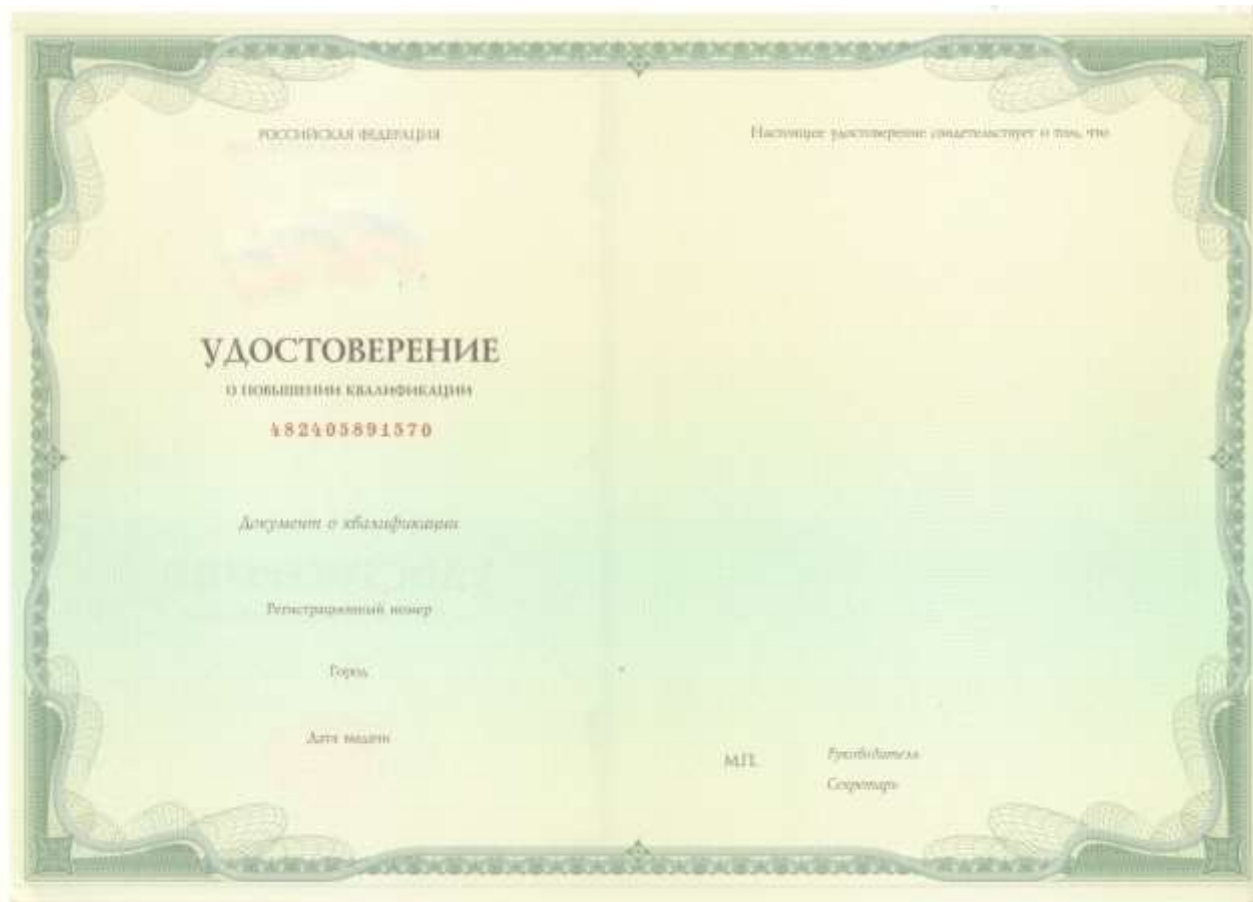 РОССИЙСКАЯ ФЕДЕРАЦИЯ
УДОСТОВЕРЕНИЕ
О ПОВЫШЕНИИ КВАЛИФИКАЦИИ
482405891570
Документ о квалификации
Регистрационный номер
Город
Дата выдачи
Настоящее удостоверение свидетельствует о том, что
М.П.
Руководитель
Секретарь